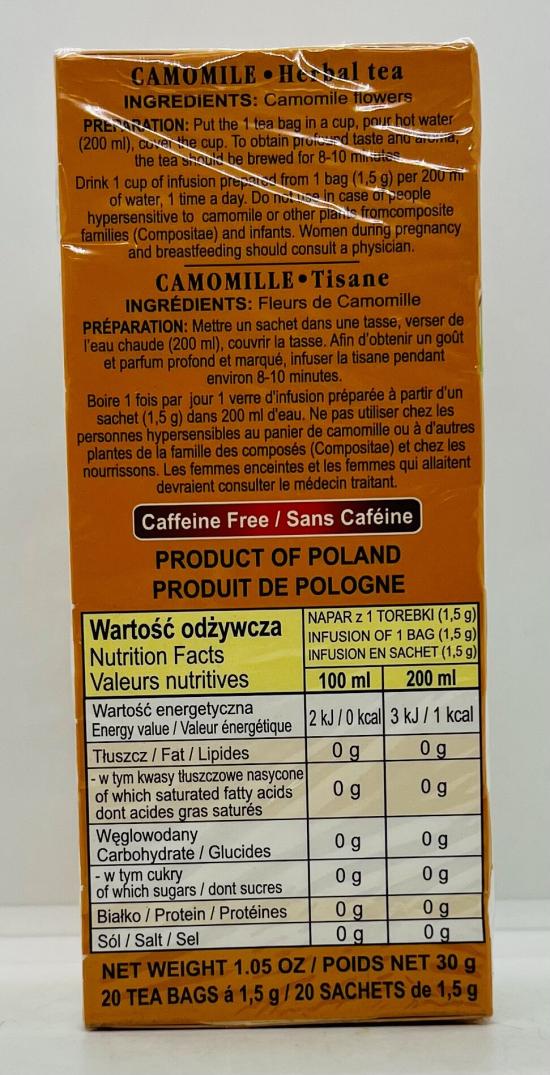 CAMOMILE • Herbal tea
INGREDIENTS: Camomile flowers
PREPARATION: Put the 1 tea bag in a cup, pour hot water
(200 ml), cover the cup. To obtain profound taste and aroma,
the tea should be brewed for 8-10 minutes
Drink 1 cup of infusion prepared from 1 bag (1,5 g) per 200 ml
of water, 1 time a day. Do not use in case of people
hypersensitive to camomile or other plants fromcomposite
families (Compositae) and infants. Women during pregnancy
and breastfeeding should consult a physician.
CAMOMILLE • Tisane
INGRÉDIENTS: Fleurs de Camomille
PRÉPARATION: Mettre un sachet dans une tasse, verser de
l'eau chaude (200 ml), couvrir la tasse. Afin d'obtenir un goût
et parfum profond et marqué, infuser la tisane pendant
environ 8-10 minutes.
Boire 1 fois par jour 1 verre d'infusion préparée à partir d'un
sachet (1,5 g) dans 200 ml d'eau. Ne pas utiliser chez les
personnes hypersensibles au panier de camomille ou à d'autres
plantes de la famille des composés (Compositae) et chez les
nourrissons. Les femmes enceintes et les femmes qui allaitent
devraient consulter le médecin traitant.
Caffeine Free / Sans Caféine
PRODUCT OF POLAND
PRODUIT DE POLOGNE
Wartość odżywcza
Nutrition Facts
Valeurs nutritives
NAPAR z 1 TOREBKI (1,5 g)
INFUSION OF 1 BAG (1,5 g)
INFUSION EN SACHET (1,5 g)
100 ml 200 ml
Wartość energetyczna
Energy value / Valeur énergétique 2 kJ / 0 kcal 3 kJ / 1 kcal
Tłuszcz / Fat / Lipides 0 g 0 g
- w tym kwasy tłuszczowe nasycone
of which saturated fatty acids 0 g 0 g
dont acides gras saturés
Węglowodany
Carbohydrate / Glucides 0 g 0 g
- w tym cukry
of which sugars / dont sucres 0 g 0 g
Białko / Protein / Protéines 0 g 0 g
Sól / Salt / Sel 0 g 0 g
NET WEIGHT 1.05 OZ / POIDS NET 30 g
20 TEA BAGS á 1,5 g / 20 SACHETS de 1,5 g